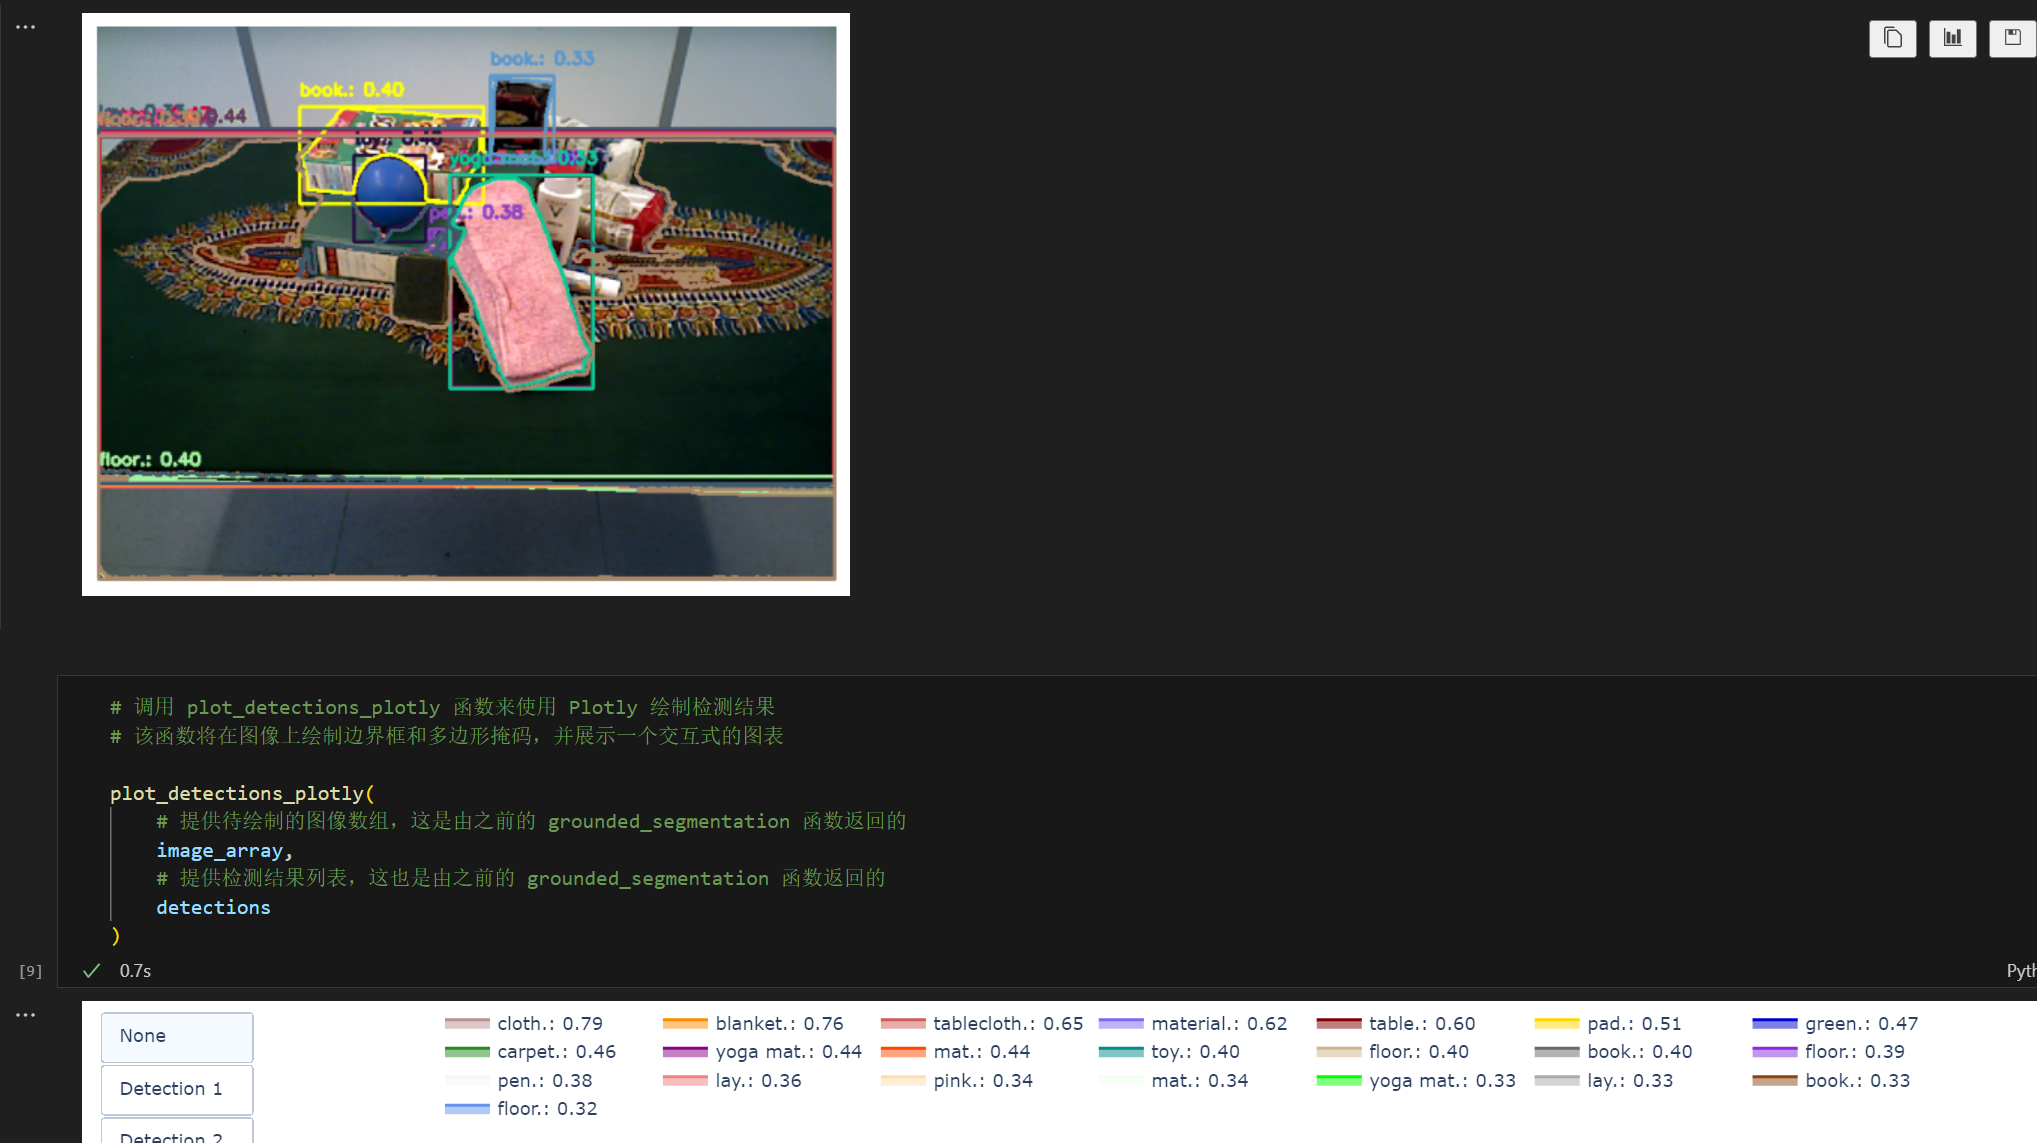 book.: 0.33
book.: 0.40
0.44
yoga mat.: 0.33
pen.: 0.38
V
floor.: 0.40
# 调用 plot_detections_plotly 函数来使用 Plotly 绘制检测结果
# 该函数将在图像上绘制边界框和多边形掩码，并展示一个交互式的图表
plot_detections_plotly(
# 提供待绘制的图像数组，这是由之前的 grounded_segmentation 函数返回的
image_array,
# 提供检测结果列表，这也是由之前的 grounded_segmentation 函数返回的
detections
)
[9] 0.7s Pyth
None
Detection 1
Detection 2
cloth.: 0.79 blanket.: 0.76 tablecloth.: 0.65 material.: 0.62 table.: 0.60 pad.: 0.51 green.: 0.47
carpet.: 0.46 yoga mat.: 0.44 mat.: 0.44 toy.: 0.40 floor.: 0.40 book.: 0.40 floor.: 0.39
pen.: 0.38 lay.: 0.36 pink.: 0.34 mat.: 0.34 yoga mat.: 0.33 lay.: 0.33 book.: 0.33
floor.: 0.32